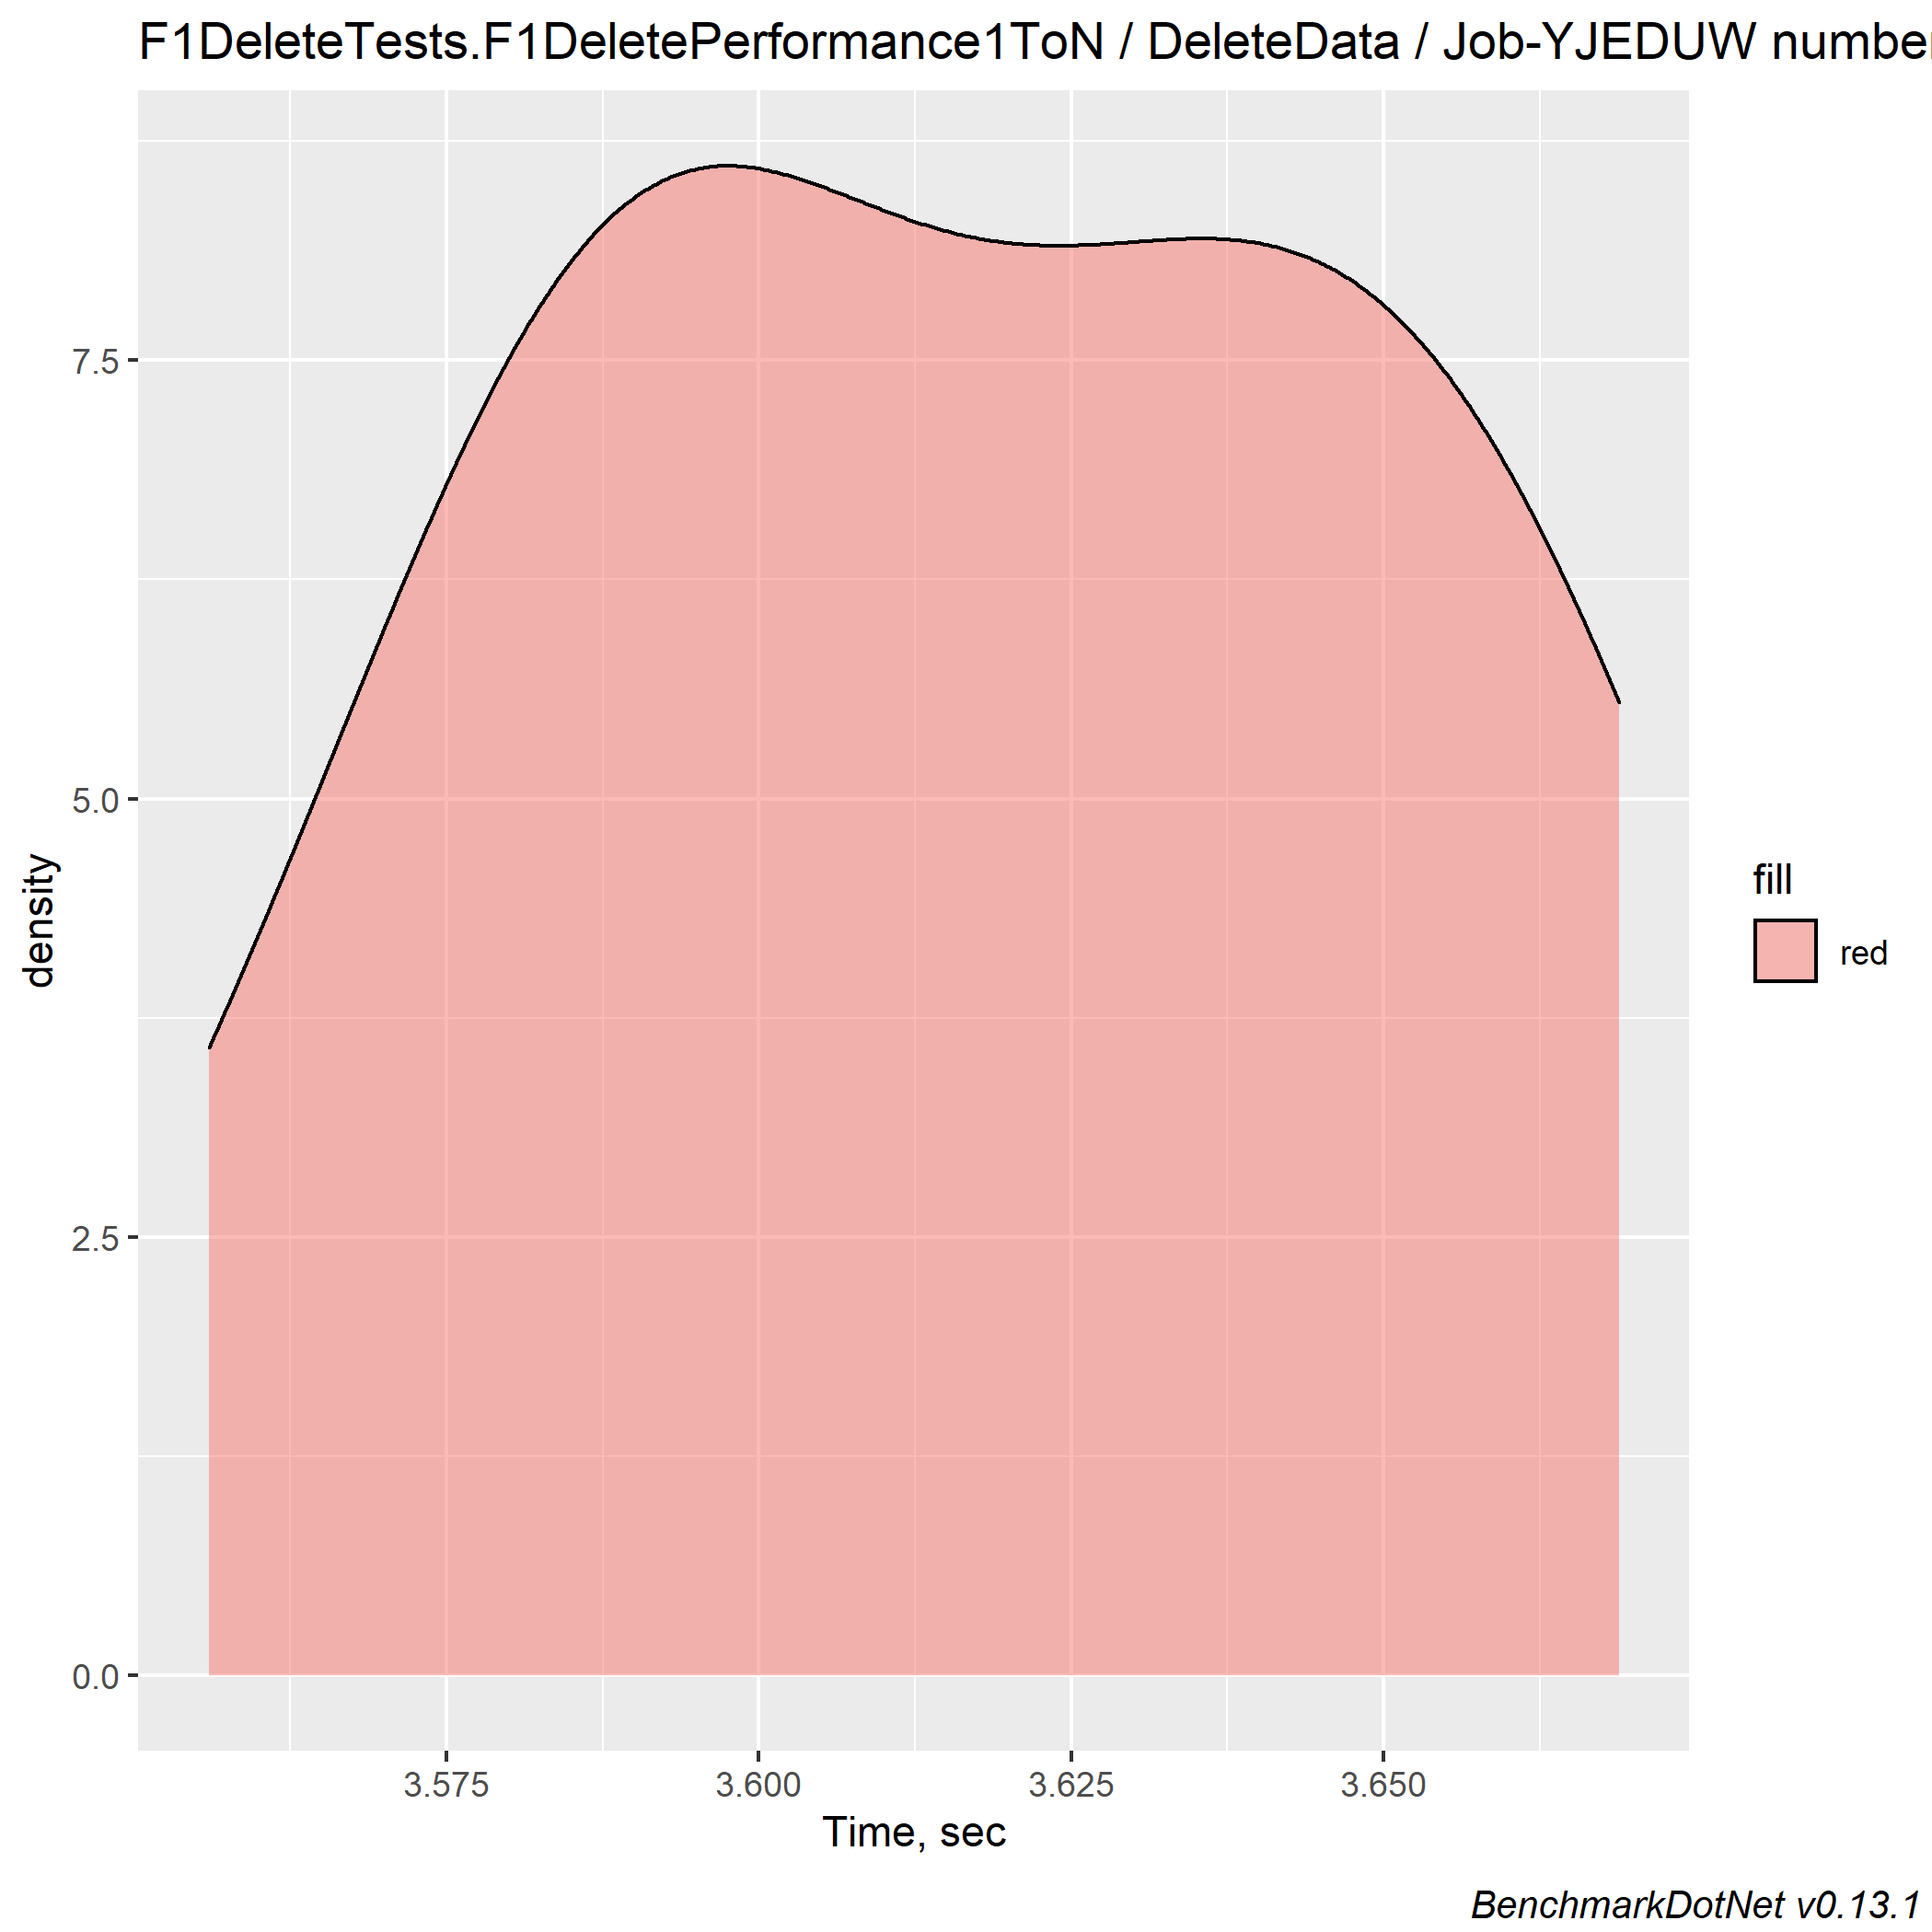 F1DeleteTests.F1DeletePerformance1ToN / DeleteData / Job-YJEDUW number
7.5
5.0
2.5
0.0
density
3.575 3.600 3.625 3.650
Time, sec
fill
red
BenchmarkDotNet v0.13.1